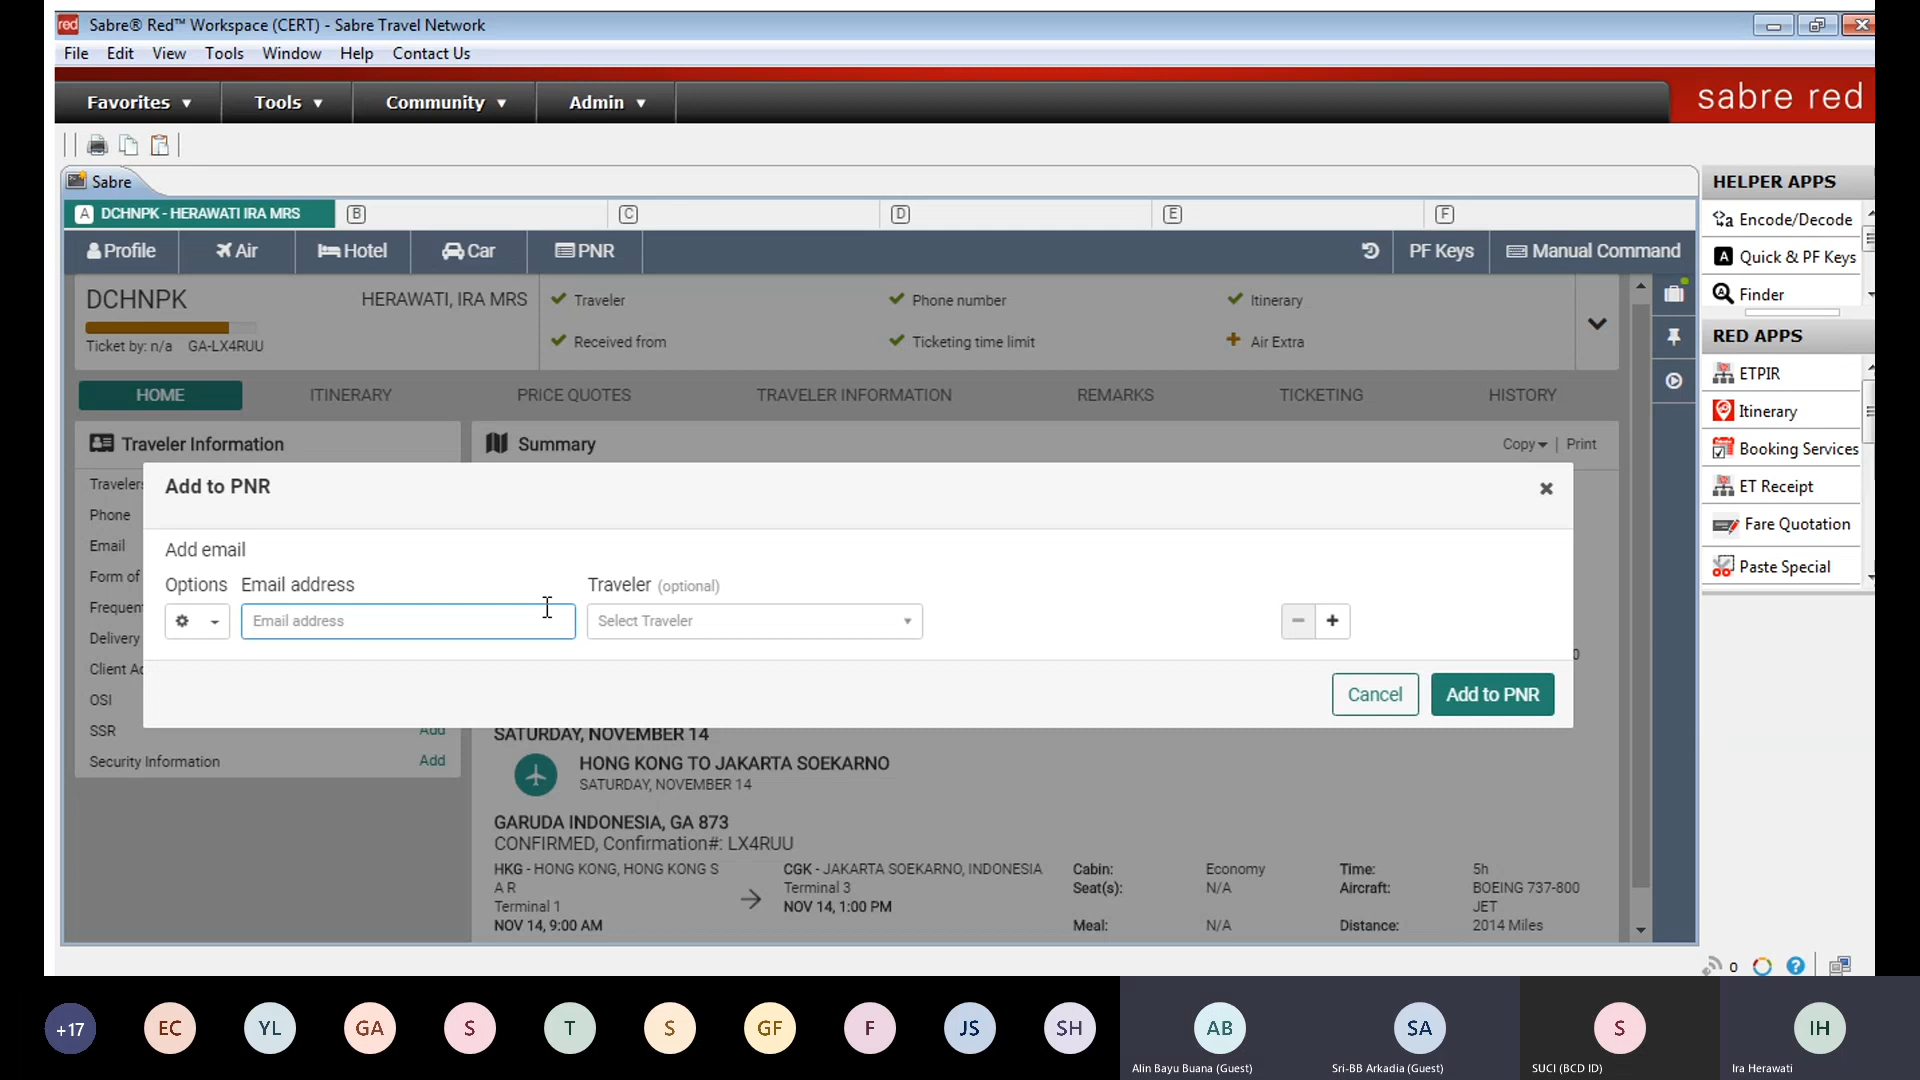 red Sabre® Red™ Workspace (CERT) - Sabre Travel Network
File Edit View Tools Window Help Contact Us
Favorites Tools Community Admin sabre red
Sabre
A DCHNPK - HERAWATI IRA MRS B C D E F
Profile Air Hotel Car PNR PF Keys Manual Command
DCHNPK HERAWATI, IRA MRS
Ticket by: n/a GA-LX4RUU
Traveler Phone number Itinerary
Received from Ticketing time limit Air Extra
HOME ITINERARY PRICE QUOTES TRAVELER INFORMATION REMARKS TICKETING HISTORY
Traveler Information
Travelers
Phone
Email
Form of
Frequen
Delivery
Client Ad
OSI
SSR Add
Security Information Add
Summary Copy | Print
Add to PNR
Add email
Options Email address Traveler (optional)
Email address Select Traveler
Cancel Add to PNR
0
SATURDAY, NOVEMBER 14
HONG KONG TO JAKARTA SOEKARNO
SATURDAY, NOVEMBER 14
GARUDA INDONESIA, GA 873
CONFIRMED, Confirmation#: LX4RUU
HKG - HONG KONG, HONG KONG S
A R
Terminal 1
NOV 14, 9:00 AM
CGK - JAKARTA SOEKARNO, INDONESIA
Terminal 3
NOV 14, 1:00 PM
Cabin: Economy
Seat(s): N/A
Meal: N/A
Time: 5h
Aircraft: BOEING 737-800
JET
Distance: 2014 Miles
HELPER APPS
Encode/Decode
A Quick & PF Keys
A Finder
RED APPS
ETPIR
Itinerary
Booking Services
ET Receipt
Fare Quotation
Paste Special
0 ?
+17 EC YL GA S T S GF F JS SH AB SA S IH
Alin Bayu Buana (Guest) Sri-BB Arkadia (Guest) SUCI (BCD ID) Ira Herawati